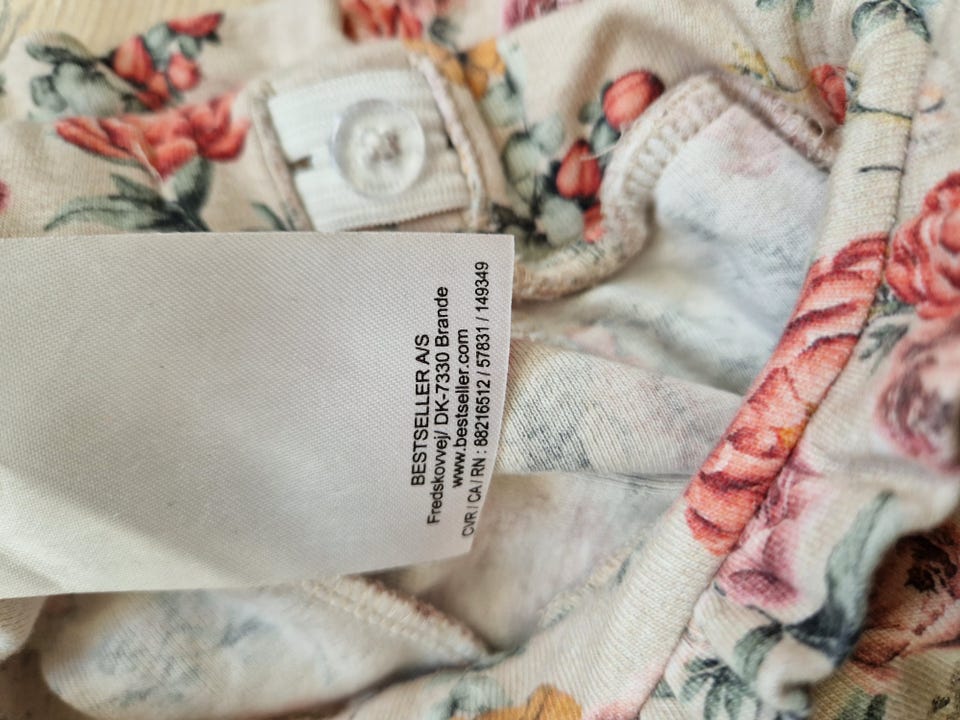 BESTSELLER A/S
Fredskovvej/ DK-7330 Brande
www.bestseller.com
CVR / CA / RN : 88216512 / 57831 / 149349